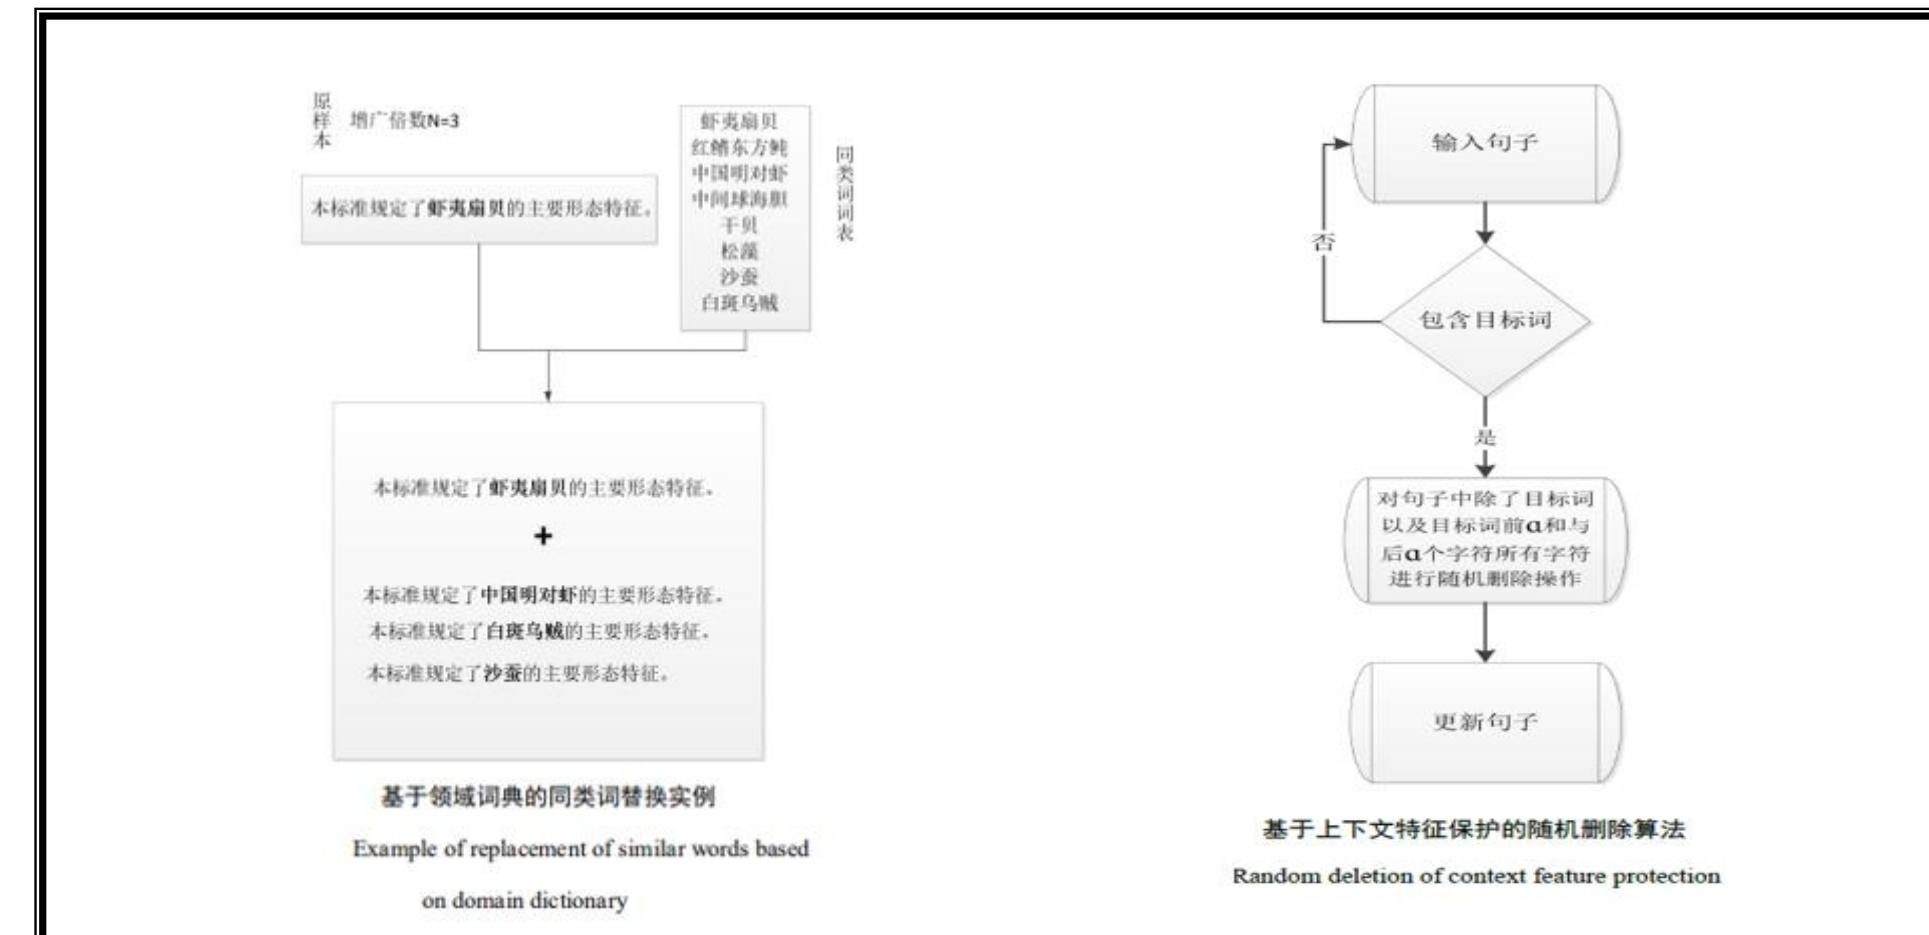 原样本
增广倍数N=3
本标准规定了虾夷扇贝的主要形态特征。
虾夷扇贝
红鳍东方鲀
中国明对虾
中间球海胆
干贝
松藻
沙蚕
白斑乌贼
同类词词表
本标准规定了虾夷扇贝的主要形态特征。
+
本标准规定了中国明对虾的主要形态特征。
本标准规定了白斑乌贼的主要形态特征。
本标准规定了沙蚕的主要形态特征。
基于领域词典的同类词替换实例
Example of replacement of similar words based
on domain dictionary
输入句子
否
包含目标词
是
对句子中除了目标词
以及目标词前α和与
后α个字符所有字符
进行随机删除操作
更新句子
基于上下文特征保护的随机删除算法
Random deletion of context feature protection